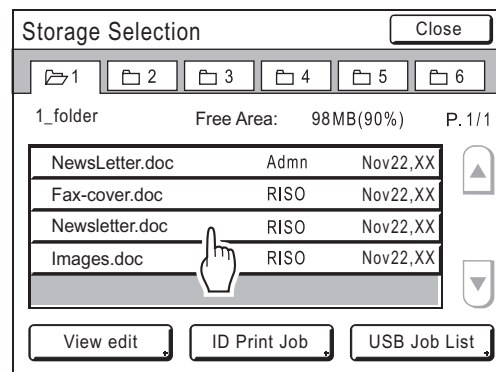 Storage Selection Close
1 2 3 4 5 6
1_folder Free Area: 98MB(90%) P. 1/1
NewsLetter.doc Admn Nov22,XX
Fax-cover.doc RISO Nov22,XX
Newsletter.doc RISO Nov22,XX
Images.doc RISO Nov22,XX
View edit ID Print Job USB Job List